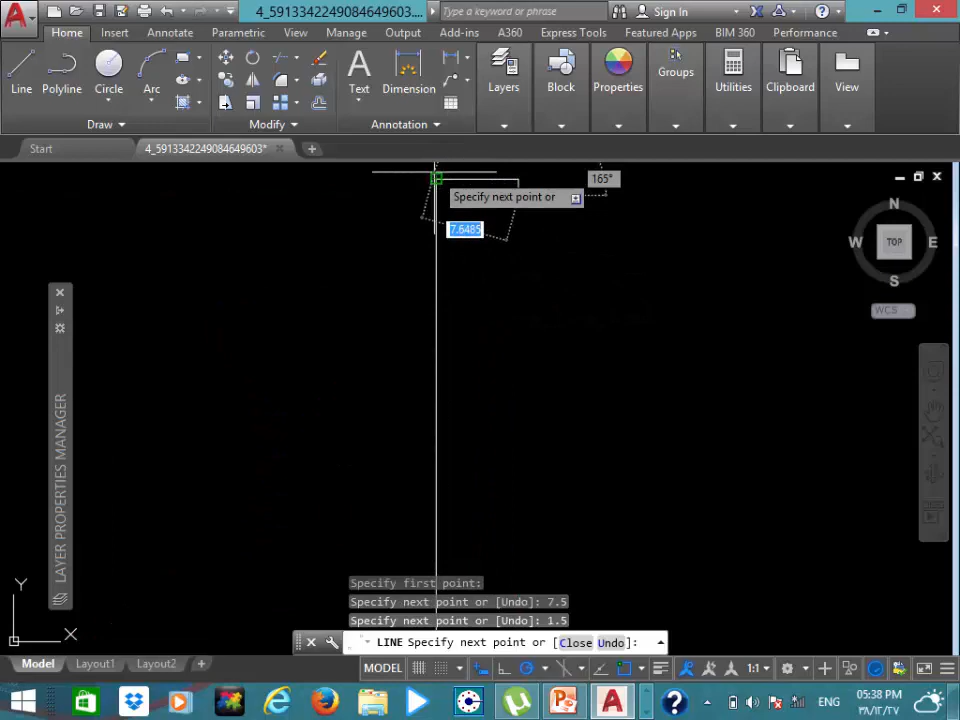 4_5913342249084649603....
Type a keyword or phrase
Sign In
Home Insert Annotate Parametric View Manage Output Add-ins A360 Express Tools Featured Apps BIM 360 Performance
Line Polyline Circle Arc
Text Dimension
Layers Block Properties Groups Utilities Clipboard View
Draw Modify Annotation
Start 4_5913342249084649603*
165°
Specify next point or
7.6485
N
W TOP E
S
WCS
LAYER PROPERTIES MANAGER
Specify first point:
Specify next point or [Undo]: 7.5
Specify next point or [Undo]: 1.5
LINE Specify next point or [Close Undo]:
Y
X
Model Layout1 Layout2
MODEL 1:1
ENG 05:38 PM
٣٨/١٢/٢٧